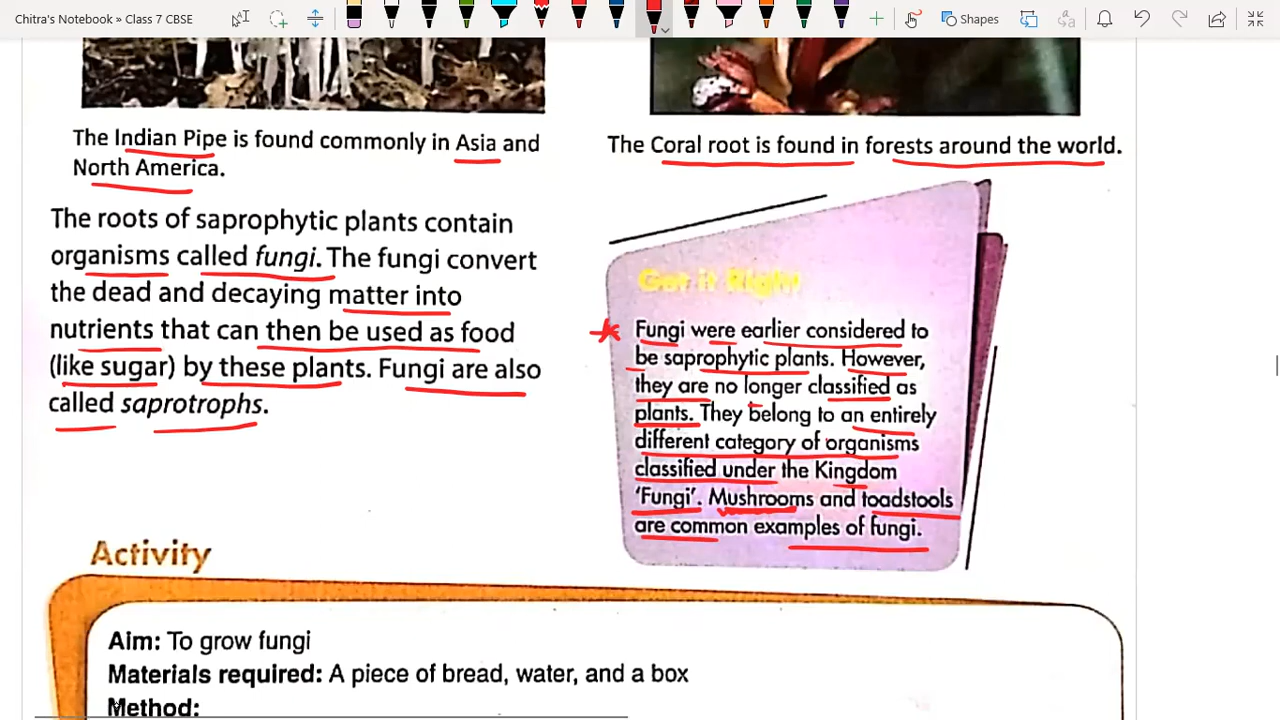 Chitra's Notebook » Class 7 CBSE
Shapes
The Indian Pipe is found commonly in Asia and
North America.
The Coral root is found in forests around the world.
The roots of saprophytic plants contain
organisms called fungi. The fungi convert
the dead and decaying matter into
nutrients that can then be used as food
(like sugar) by these plants. Fungi are also
called saprotrophs.
Get it Right
Fungi were earlier considered to
be saprophytic plants. However,
they are no longer classified as
plants. They belong to an entirely
different category of organisms
classified under the Kingdom
'Fungi'. Mushrooms and toadstools
are common examples of fungi.
Activity
Aim: To grow fungi
Materials required: A piece of bread, water, and a box
Method: